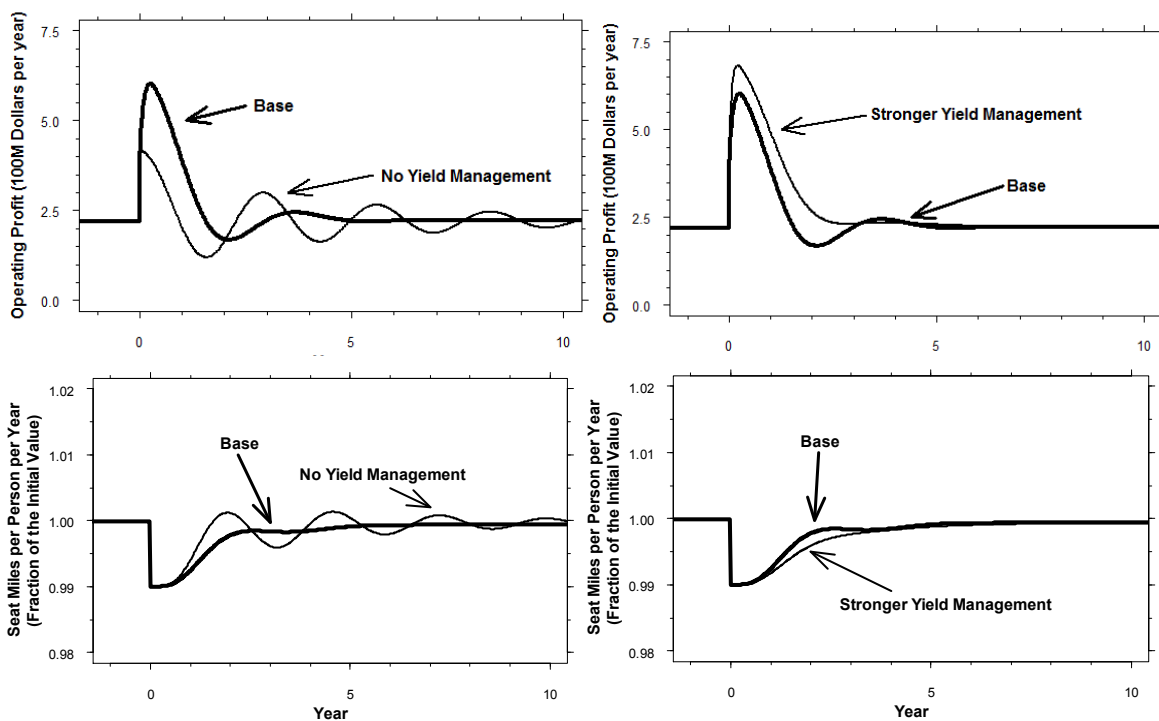 Operating Profit (100M Dollars per year)
7.5
5.0
2.5
0.0
Base
No Yield Management
0
5
10
Operating Profit (100M Dollars per year)
7.5
5.0
2.5
0.0
Stronger Yield Management
Base
0
5
10
Seat Miles per Person per Year
(Fraction of the Initial Value)
1.02
1.01
1.00
0.99
0.98
Base
No Yield Management
0
5
10
Year
Seat Miles per Person per Year
(Fraction of the Initial Value)
1.02
1.01
1.00
0.99
0.98
Base
Stronger Yield Management
0
5
10
Year